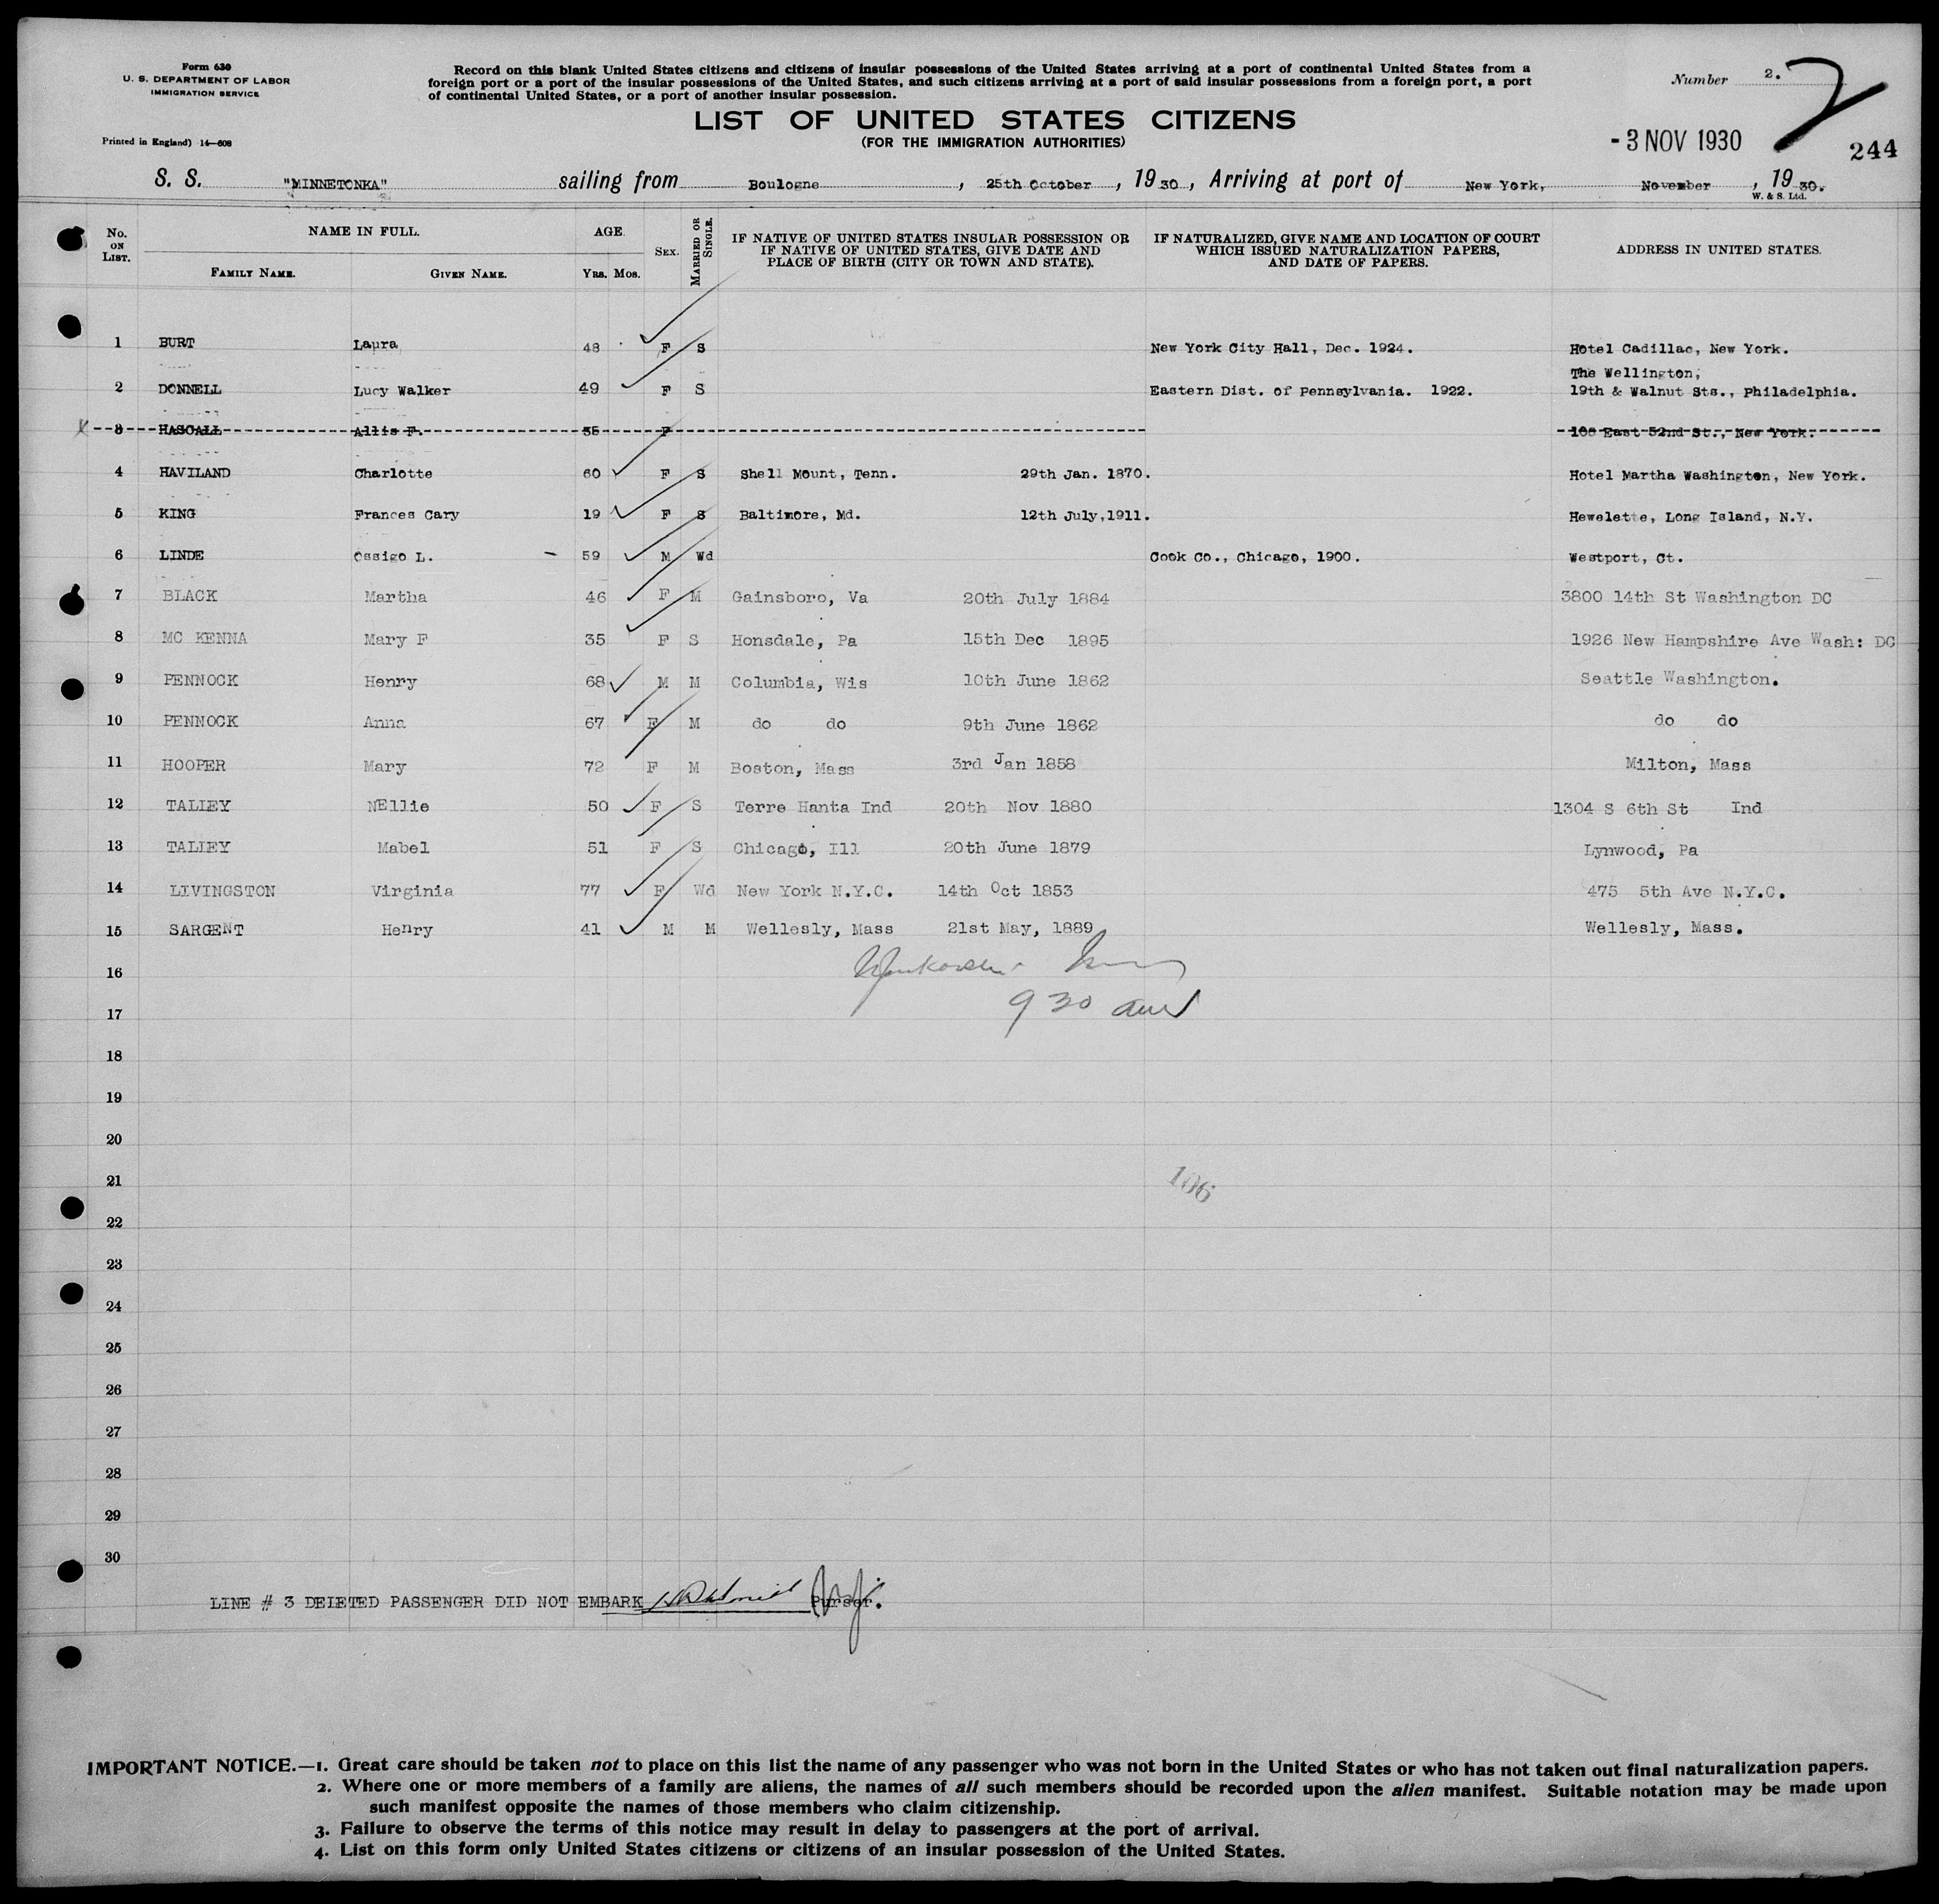 Form 630
U. S. DEPARTMENT OF LABOR
IMMIGRATION SERVICE
Printed in England) 14—608
Record on this blank United States citizens and citizens of insular possessions of the United States arriving at a port of continental United States from a
foreign port or a port of the insular possessions of the United States, and such citizens arriving at a port of said insular possessions from a foreign port, a port
of continental United States, or a port of another insular possession.
Number 2. 2
LIST OF UNITED STATES CITIZENS
(FOR THE IMMIGRATION AUTHORITIES)
- 3 NOV 1930
244
S. S. "MINNETONKA" sailing from Boulogne, 25th October, 1930, Arriving at port of New York, November, 1930.
W. & S. Ltd.
No. ON LIST. NAME IN FULL. AGE. SEX. MARRIED OR SINGLE. IF NATIVE OF UNITED STATES INSULAR POSSESSION OR IF NATIVE OF UNITED STATES, GIVE DATE AND PLACE OF BIRTH (CITY OR TOWN AND STATE). IF NATURALIZED, GIVE NAME AND LOCATION OF COURT WHICH ISSUED NATURALIZATION PAPERS, AND DATE OF PAPERS. ADDRESS IN UNITED STATES.
FAMILY NAME. GIVEN NAME. YRS. MOS.
1 BURT Laura 48 F S New York City Hall, Dec. 1924. Hotel Cadillac, New York.
2 DONNELL Lucy Walker 49 F S Eastern Dist. of Pennsylvania. 1922. The Wellington, 19th & Walnut Sts., Philadelphia.
3 HASCALL Allis F. 35 F East 52nd St., New York.
4 HAVILAND Charlotte 60 F S Shell Mount, Tenn. 29th Jan. 1870. Hotel Martha Washington, New York.
5 KING Frances Cary 19 F S Baltimore, Md. 12th July, 1911. Hewelette, Long Island, N.Y.
6 LINDE Ossigo L. - 59 M Wd Cook Co., Chicago, 1900. Westport, Ct.
7 BLACK Martha 46 F M Gainsboro, Va 20th July 1884 3800 14th St Washington DC
8 MC KENNA Mary F 35 F S Honsdale, Pa 15th Dec 1895 1926 New Hampshire Ave Wash: DC
9 PENNOCK Henry 68 M M Columbia, Wis 10th June 1862 Seattle Washington.
10 PENNOCK Anna 67 F M do do 9th June 1862 do do
11 HOOPER Mary 72 F M Boston, Mass 3rd Jan 1858 Milton, Mass
12 TALLEY NEllie 50 F S Terre Hanta Ind 20th Nov 1880 1304 S 6th St Ind
13 TALLEY Mabel 51 F S Chicago, Ill 20th June 1879 Lynwood, Pa
14 LIVINGSTON Virginia 77 F Wd New York N.Y.C. 14th Oct 1853 475 5th Ave N.Y.C.
15 SARGENT Henry 41 M M Wellesly, Mass 21st May, 1889 Wellesly, Mass.
16
17 9 30 am
18
19
20
21 106
22
23
24
25
26
27
28
29
30
LINE # 3 DELETED PASSENGER DID NOT EMBARK Purser.
IMPORTANT NOTICE.—1. Great care should be taken not to place on this list the name of any passenger who was not born in the United States or who has not taken out final naturalization papers.
2. Where one or more members of a family are aliens, the names of all such members should be recorded upon the alien manifest. Suitable notation may be made upon
such manifest opposite the names of those members who claim citizenship.
3. Failure to observe the terms of this notice may result in delay to passengers at the port of arrival.
4. List on this form only United States citizens or citizens of an insular possession of the United States.